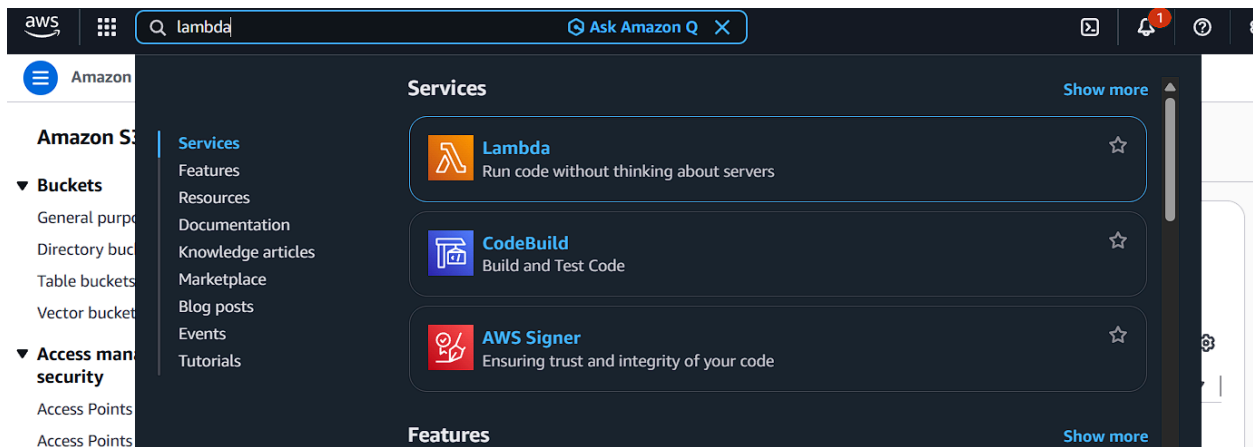 aws
lambda
Ask Amazon Q
1
Amazon
Amazon S3
Buckets
General purpo
Directory buc
Table buckets
Vector bucket
Access mana
security
Access Points
Access Points
Services
Features
Resources
Documentation
Knowledge articles
Marketplace
Blog posts
Events
Tutorials
Services
Show more
Lambda
Run code without thinking about servers
CodeBuild
Build and Test Code
AWS Signer
Ensuring trust and integrity of your code
Features
Show more